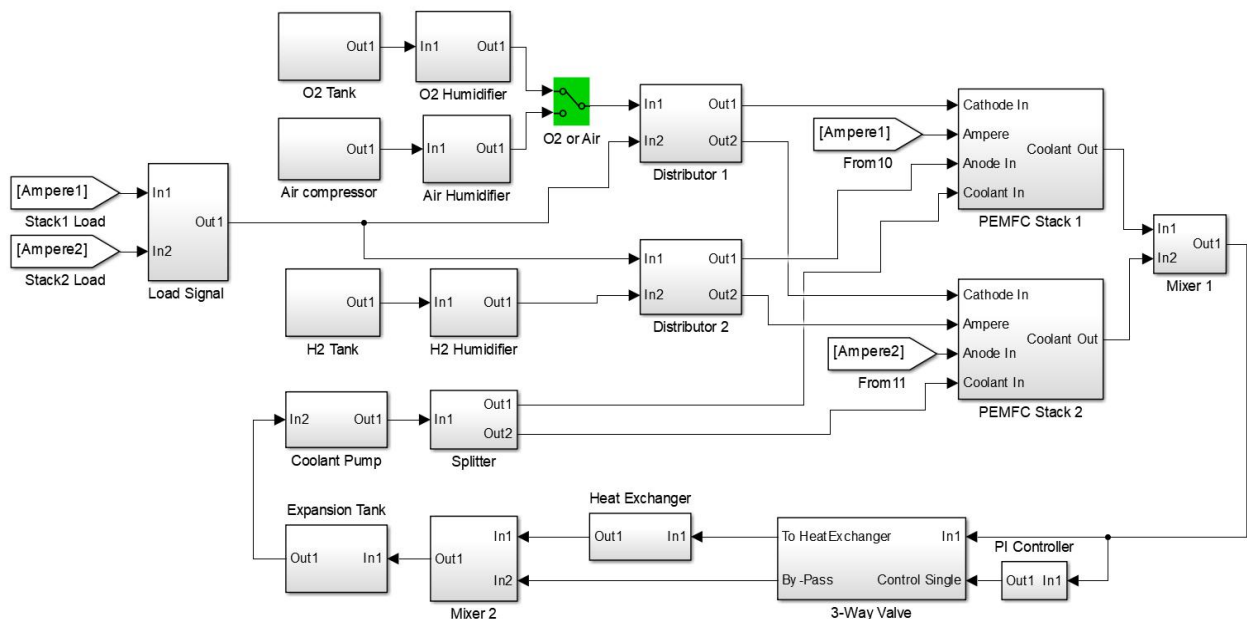 Out1
O2 Tank
In1
Out1
O2 Humidifier
O2 or Air
Out1
Air compressor
In1
Out1
Air Humidifier
In1
Out1
In2
Out2
Distributor 1
[Ampere1]
From10
Cathode In
Ampere
Anode In
Coolant In
Coolant Out
PEMFC Stack 1
[Ampere1]
Stack1 Load
[Ampere2]
Stack2 Load
In1
In2
Out1
Load Signal
Out1
H2 Tank
In1
Out1
H2 Humidifier
In1
Out1
In2
Out2
Distributor 2
[Ampere2]
From11
Cathode In
Ampere
Anode In
Coolant In
Coolant Out
PEMFC Stack 2
In1
Out1
In2
Mixer 1
In2
Out1
Coolant Pump
In1
Out1
Out2
Splitter
Expansion Tank
Out1
In1
Out1
In1
In2
Mixer 2
Heat Exchanger
Out1
In1
To HeatExchanger
In1
By -Pass
Control Single
3-Way Valve
PI Controller
Out1
In1